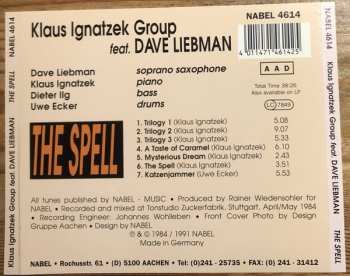 NABEL 4614
Klaus Ignatzek Group
feat. DAVE LIEBMAN
Dave Liebman soprano saxophone
Klaus Ignatzek piano
Dieter Ilg bass
Uwe Ecker drums
4 011471 461425
A A D
Total Time 38:26
Also available on LP
LC 7849
THE SPELL
1. Trilogy 1 (Klaus Ignatzek) 5.08
2. Trilogy 2 (Klaus Ignatzek) 9.07
3. Trilogy 3 (Klaus Ignatzek) 5.33
4. A Taste of Caramel (Klaus Ignatzek) 5.01
5. Mysterious Dream (Klaus Ignatzek) 2.43
6. The Spell (Klaus Ignatzek) 3.51
7. Katzenjammer (Uwe Ecker) 5.53
All tunes published by NABEL - MUSIC / Produced by Rainer Wiedensohler for
NABEL / Recorded and mixed at Tonstudio Zuckerfabrik, Stuttgart, April/May 1984 /
Recording Engineer: Johannes Wohlleben / Front Cover Photo by Design
Gruppe Aachen / Design by NABEL.
℗ & © 1984 / 1991 NABEL
Made in Germany
NABEL • Rochusstr. 61 • (D) 5100 AACHEN • Tel. (0) 241 - 25735 • Fax (0) 241 - 31412
NABEL 4614 THE SPELL Klaus Ignatzek Group feat. DAVE LIEBMAN
Klaus Ignatzek Group feat. DAVE LIEBMAN THE SPELL NABEL 4614